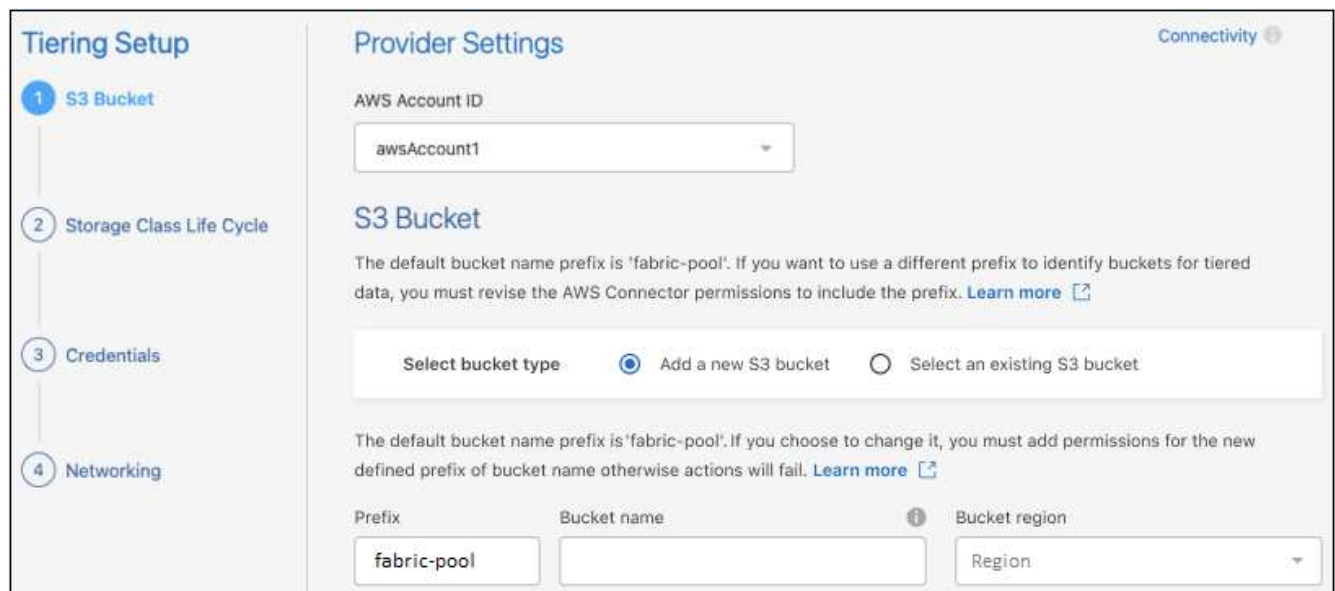 Tiering Setup
1 S3 Bucket
2 Storage Class Life Cycle
3 Credentials
4 Networking
Provider Settings
Connectivity
AWS Account ID
awsAccount1
S3 Bucket
The default bucket name prefix is 'fabric-pool'. If you want to use a different prefix to identify buckets for tiered
data, you must revise the AWS Connector permissions to include the prefix. Learn more
Select bucket type Add a new S3 bucket Select an existing S3 bucket
The default bucket name prefix is 'fabric-pool'. If you choose to change it, you must add permissions for the new
defined prefix of bucket name otherwise actions will fail. Learn more
Prefix Bucket name Bucket region
fabric-pool Region